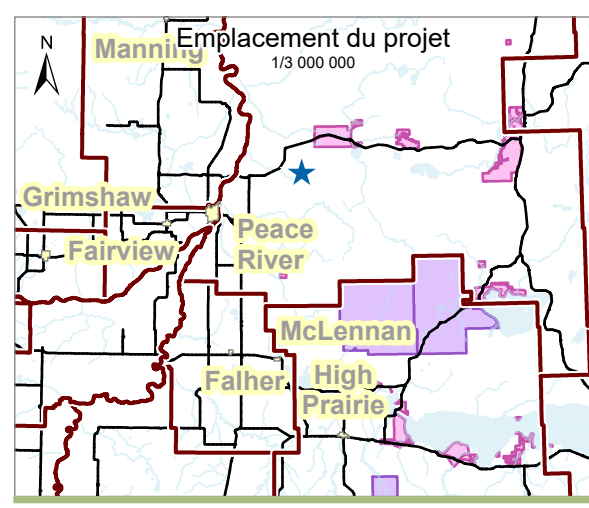 Emplacement du projet
1/3 000 000
N
Manning
Grimshaw
Fairview
Peace
River
McLennan
Falher
High
Prairie